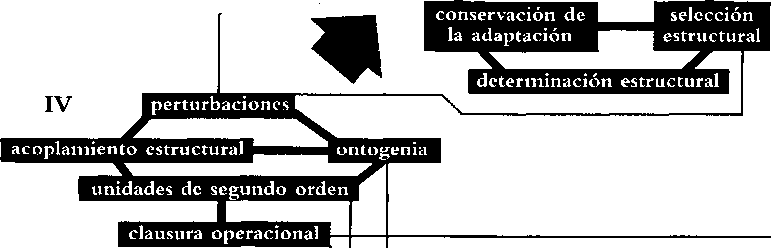 conservación de
la adaptación
selección
estructural
determinación estructural
IV
perturbaciones
acoplamiento estructural
ontogenia
unidades de segundo orden
clausura operacional